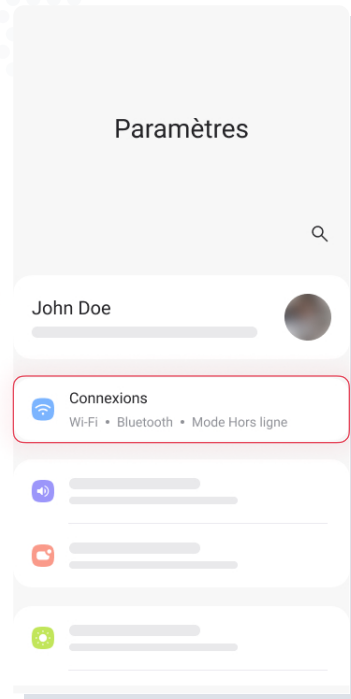 Paramètres
John Doe
Connexions
Wi-Fi • Bluetooth • Mode Hors ligne